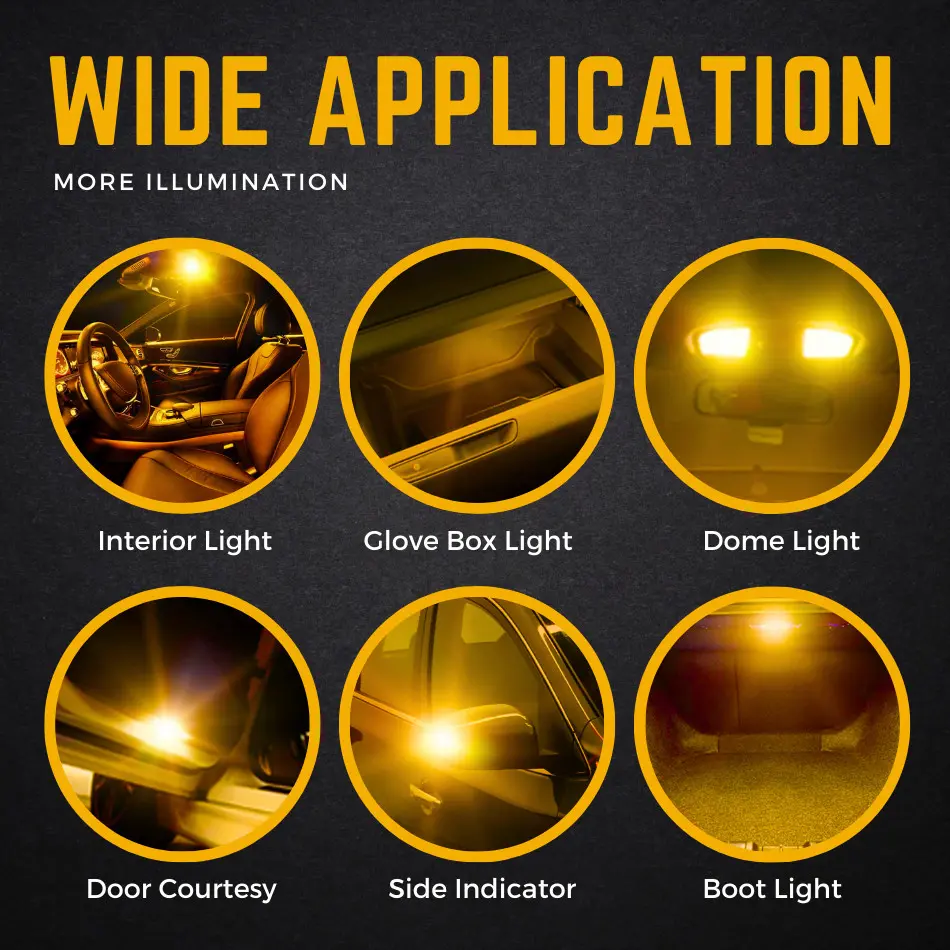 WIDE APPLICATION
MORE ILLUMINATION
Interior Light
Glove Box Light
Dome Light
Door Courtesy
Side Indicator
Boot Light